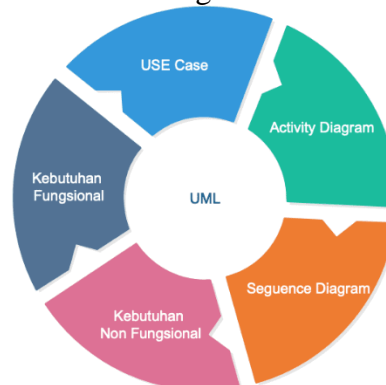 USE Case
Activity Diagram
Kebutuhan
Fungsional
UML
Seguence Diagram
Kebutuhan
Non Fungsional